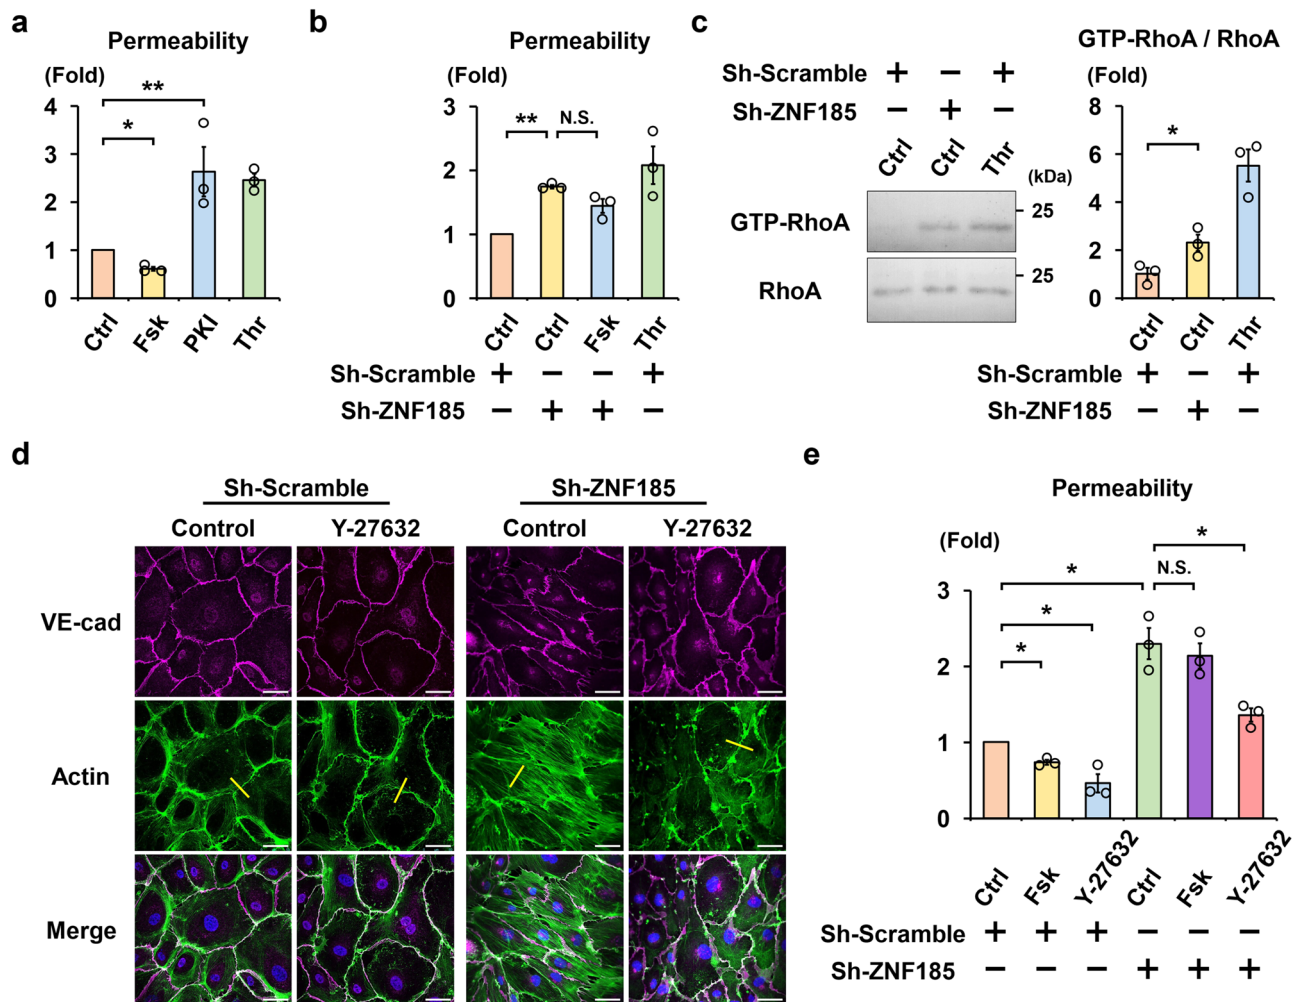 a
Permeability
(Fold)
**
*
4
3
2
1
0
Ctrl
Fsk
PKI
Thr
b
Permeability
(Fold)
**
N.S.
3
2
1
0
Ctrl
Ctrl
Fsk
Thr
Sh-Scramble + − − +
Sh-ZNF185 − + + −
c
Sh-Scramble + − +
Sh-ZNF185 − + −
Ctrl
Ctrl
Thr
(kDa)
GTP-RhoA
25
RhoA
25
GTP-RhoA / RhoA
(Fold)
*
8
6
4
2
0
Ctrl
Ctrl
Thr
Sh-Scramble + − +
Sh-ZNF185 − + −
d
Sh-Scramble
Sh-ZNF185
Control
Y-27632
Control
Y-27632
VE-cad
Actin
Merge
e
Permeability
(Fold)
*
N.S.
*
*
*
3
2
1
0
Ctrl
Fsk
Y-27632
Ctrl
Fsk
Y-27632
Sh-Scramble + + + − − −
Sh-ZNF185 − − − + + +